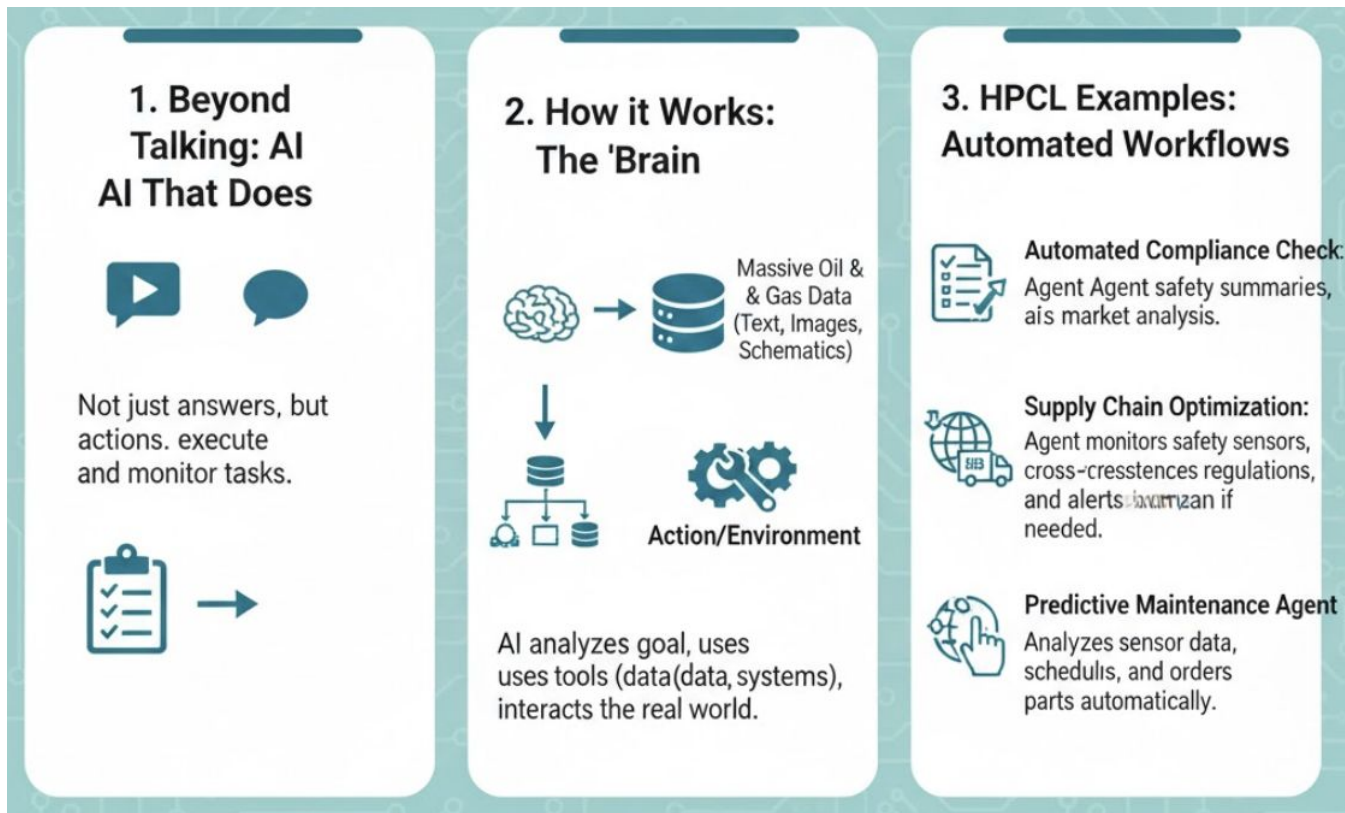 1. Beyond
Talking: AI
AI That Does
Not just answers, but
actions. execute
and monitor tasks.
2. How it Works:
The 'Brain
Massive Oil &
& Gas Data
(Text, Images,
Schematics)
Action/Environment
AI analyzes goal, uses
uses tools (data(data, systems),
interacts the real world.
3. HPCL Examples:
Automated Workflows
Automated Compliance Check:
Agent Agent safety summaries,
ais market analysis.
Supply Chain Optimization:
Agent monitors safety sensors,
cross-cresstences regulations,
and alerts if
needed.
Predictive Maintenance Agent
Analyzes sensor data,
and orders
parts automatically.